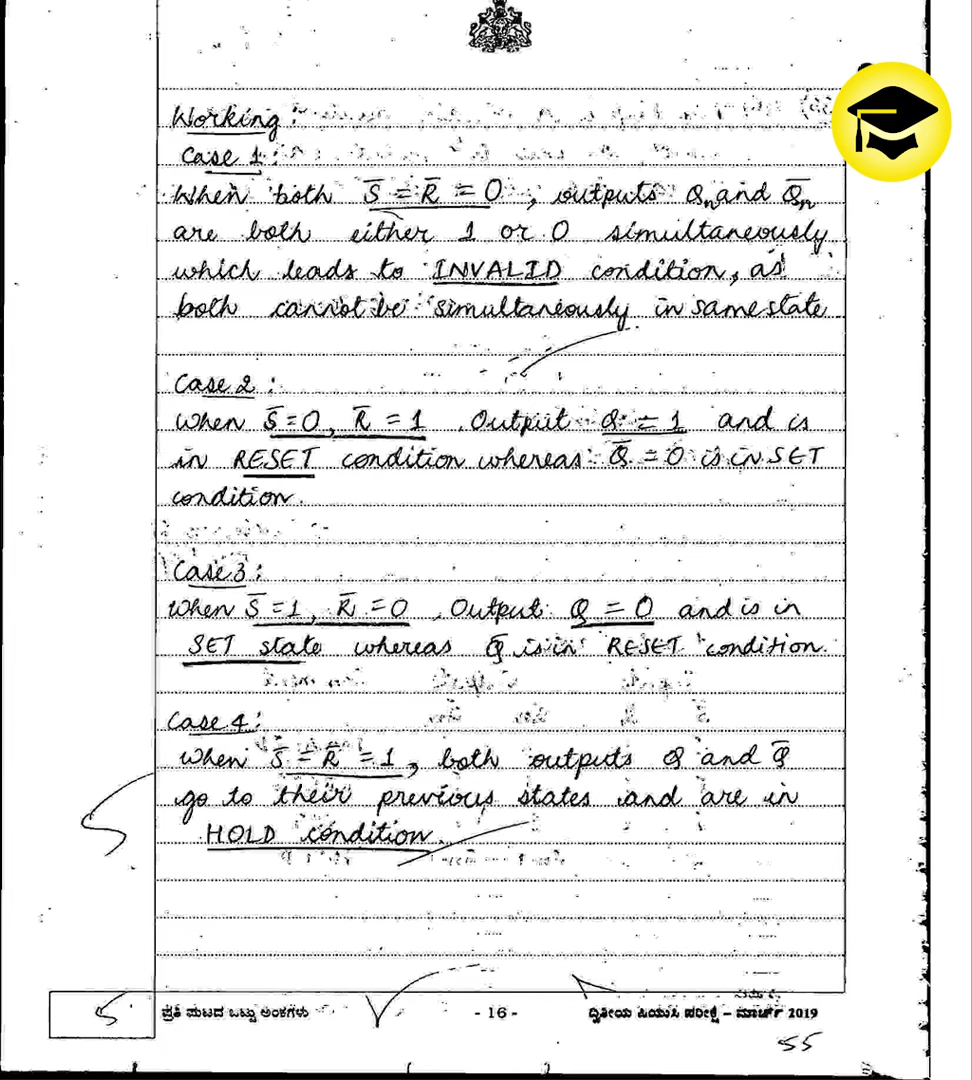 Working :
Case 1 :
When both S̅ = R̅ = 0, outputs Qₙ and Q̅ₙ
are both either 1 or 0 simultaneously
which leads to INVALID condition, as
both cannot be simultaneously in same state
Case 2 :
When S̅=0, R̅ = 1 . Output Q = 1 and is
in RESET condition whereas Q̅ = 0 is in SET
condition.
Case 3 :
When S̅=1, R̅ = 0 . Output Q = 0 and is in
SET state whereas Q̅ is in RESET condition.
Case 4 :
When S̅ = R̅ = 1, both outputs Q and Q̅
go to their previous states and are in
HOLD condition.
5
5 ಪ್ರತಿ ಪುಟದ ಒಟ್ಟು ಅಂಕಗಳು - 16 - ದ್ವಿತೀಯ ಪಿಯುಸಿ ಪರೀಕ್ಷೆ – ಮಾರ್ಚ್ 2019
55